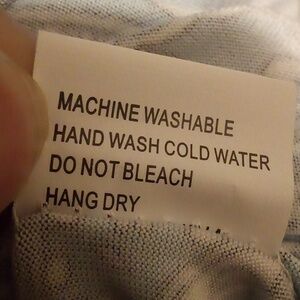 MACHINE WASHABLE
HAND WASH COLD WATER
DO NOT BLEACH
HANG DRY